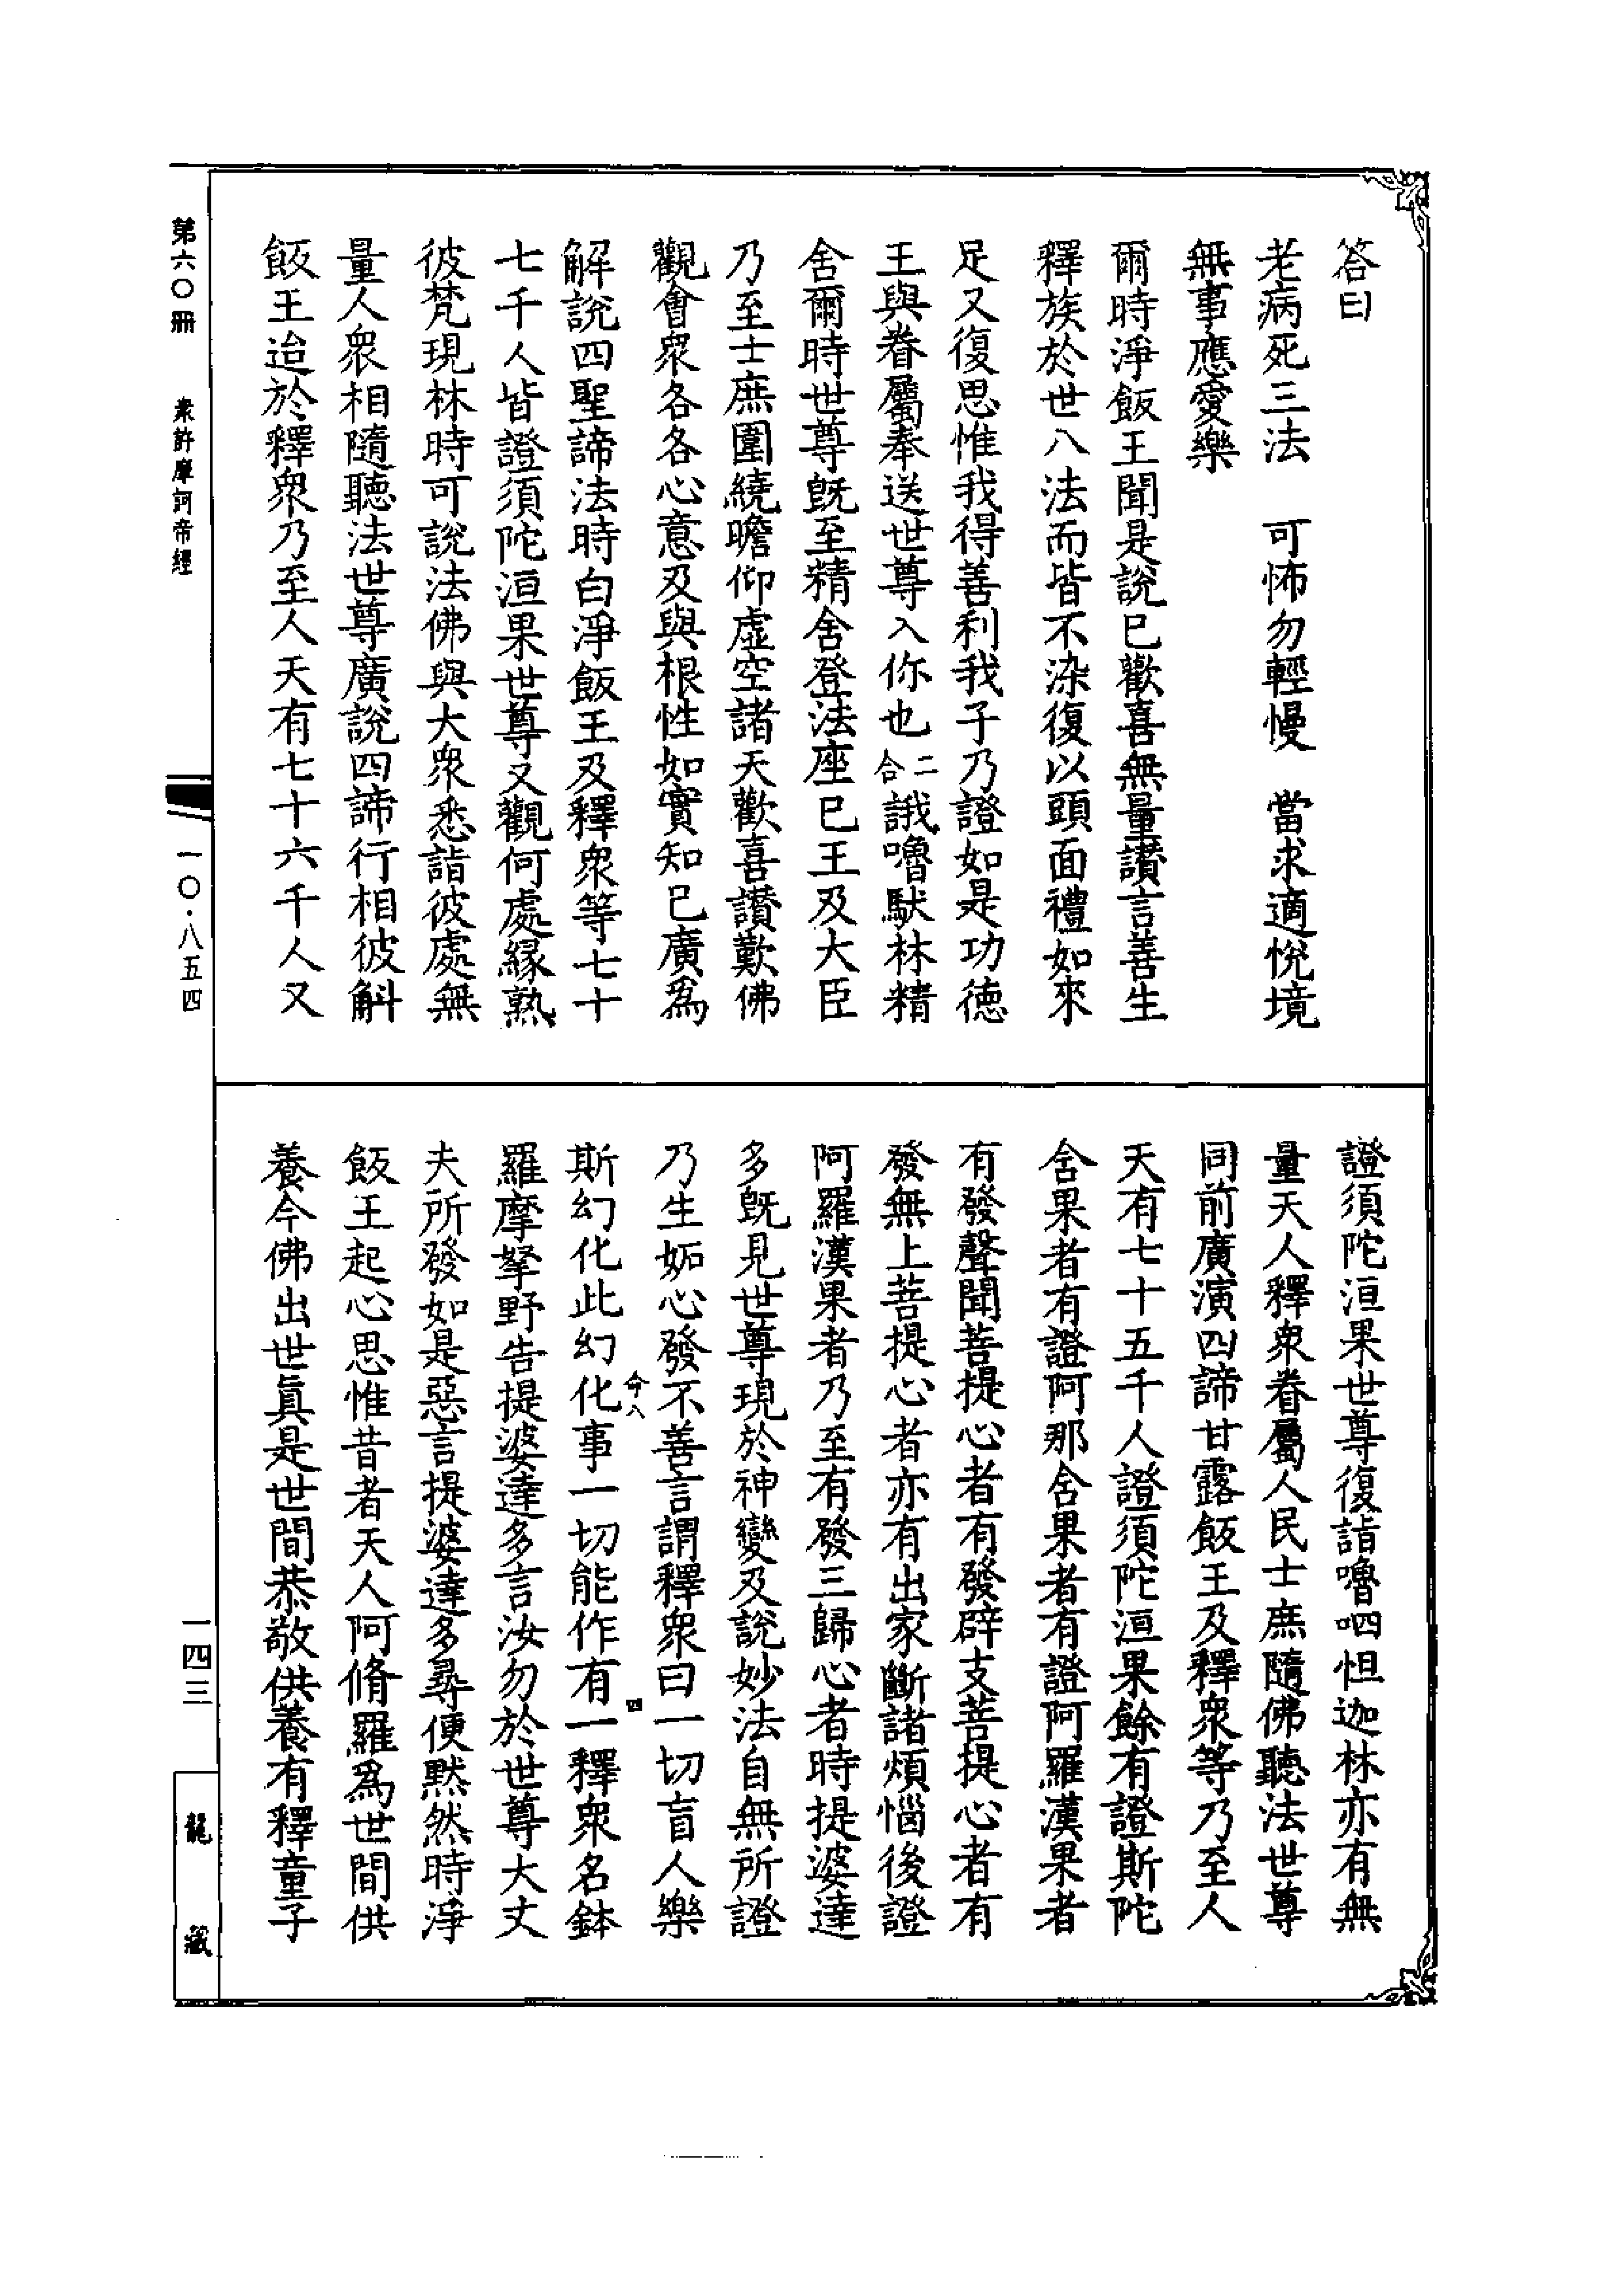 答曰
老病死三法　可怖勿輕慢　當求適悅境
無事應愛樂
爾時淨飯王聞是說已歡喜無量讚言善生
釋族於世八法而皆不染復以頭面禮如來
足又復思惟我得善利我子乃證如是功德
王與眷屬奉送世尊入你也二合誐嚕䭾林精
舍爾時世尊旣至精舍登法座已王及大臣
乃至士庶圍繞瞻仰虛空諸天歡喜讚歎佛
觀會衆各各心意及與根性如實知已廣爲
解說四聖諦法時白淨飯王及釋衆等七十
七千人皆證須陀洹果世尊又觀何處緣熟
彼梵現林時可說法佛與大衆悉詣彼處無
量人衆相隨聽法世尊廣說四諦行相彼斛
飯王迨於釋衆乃至人天有七十六千人又
證須陀洹果世尊復詣嚕呬怛迦林亦有無
量天人釋衆眷屬人民士庶隨佛聽法世尊
同前廣演四諦甘露飯王及釋衆等乃至人
天有七十五千人證須陀洹果餘有證斯陀
舍果者有證阿那舍果者有證阿羅漢果者
有發聲聞菩提心者有發辟支菩提心者有
發無上菩提心者亦有出家斷諸煩惱後證
阿羅漢果者乃至有發三歸心者時提婆達
多旣見世尊現於神變及說妙法自無所證
乃生妬心發不善言謂釋衆曰一切盲人樂
今八
四
斯幻化此幻化事一切能作有一釋衆名鉢
羅摩拏野告提婆達多言汝勿於世尊大丈
夫所發如是惡言提婆達多尋便默然時淨
飯王起心思惟昔者天人阿脩羅爲世間供
養今佛出世眞是世間恭敬供養有釋童子
第六〇冊　衆許摩訶帝經
一〇·八五四
一四三
龍藏